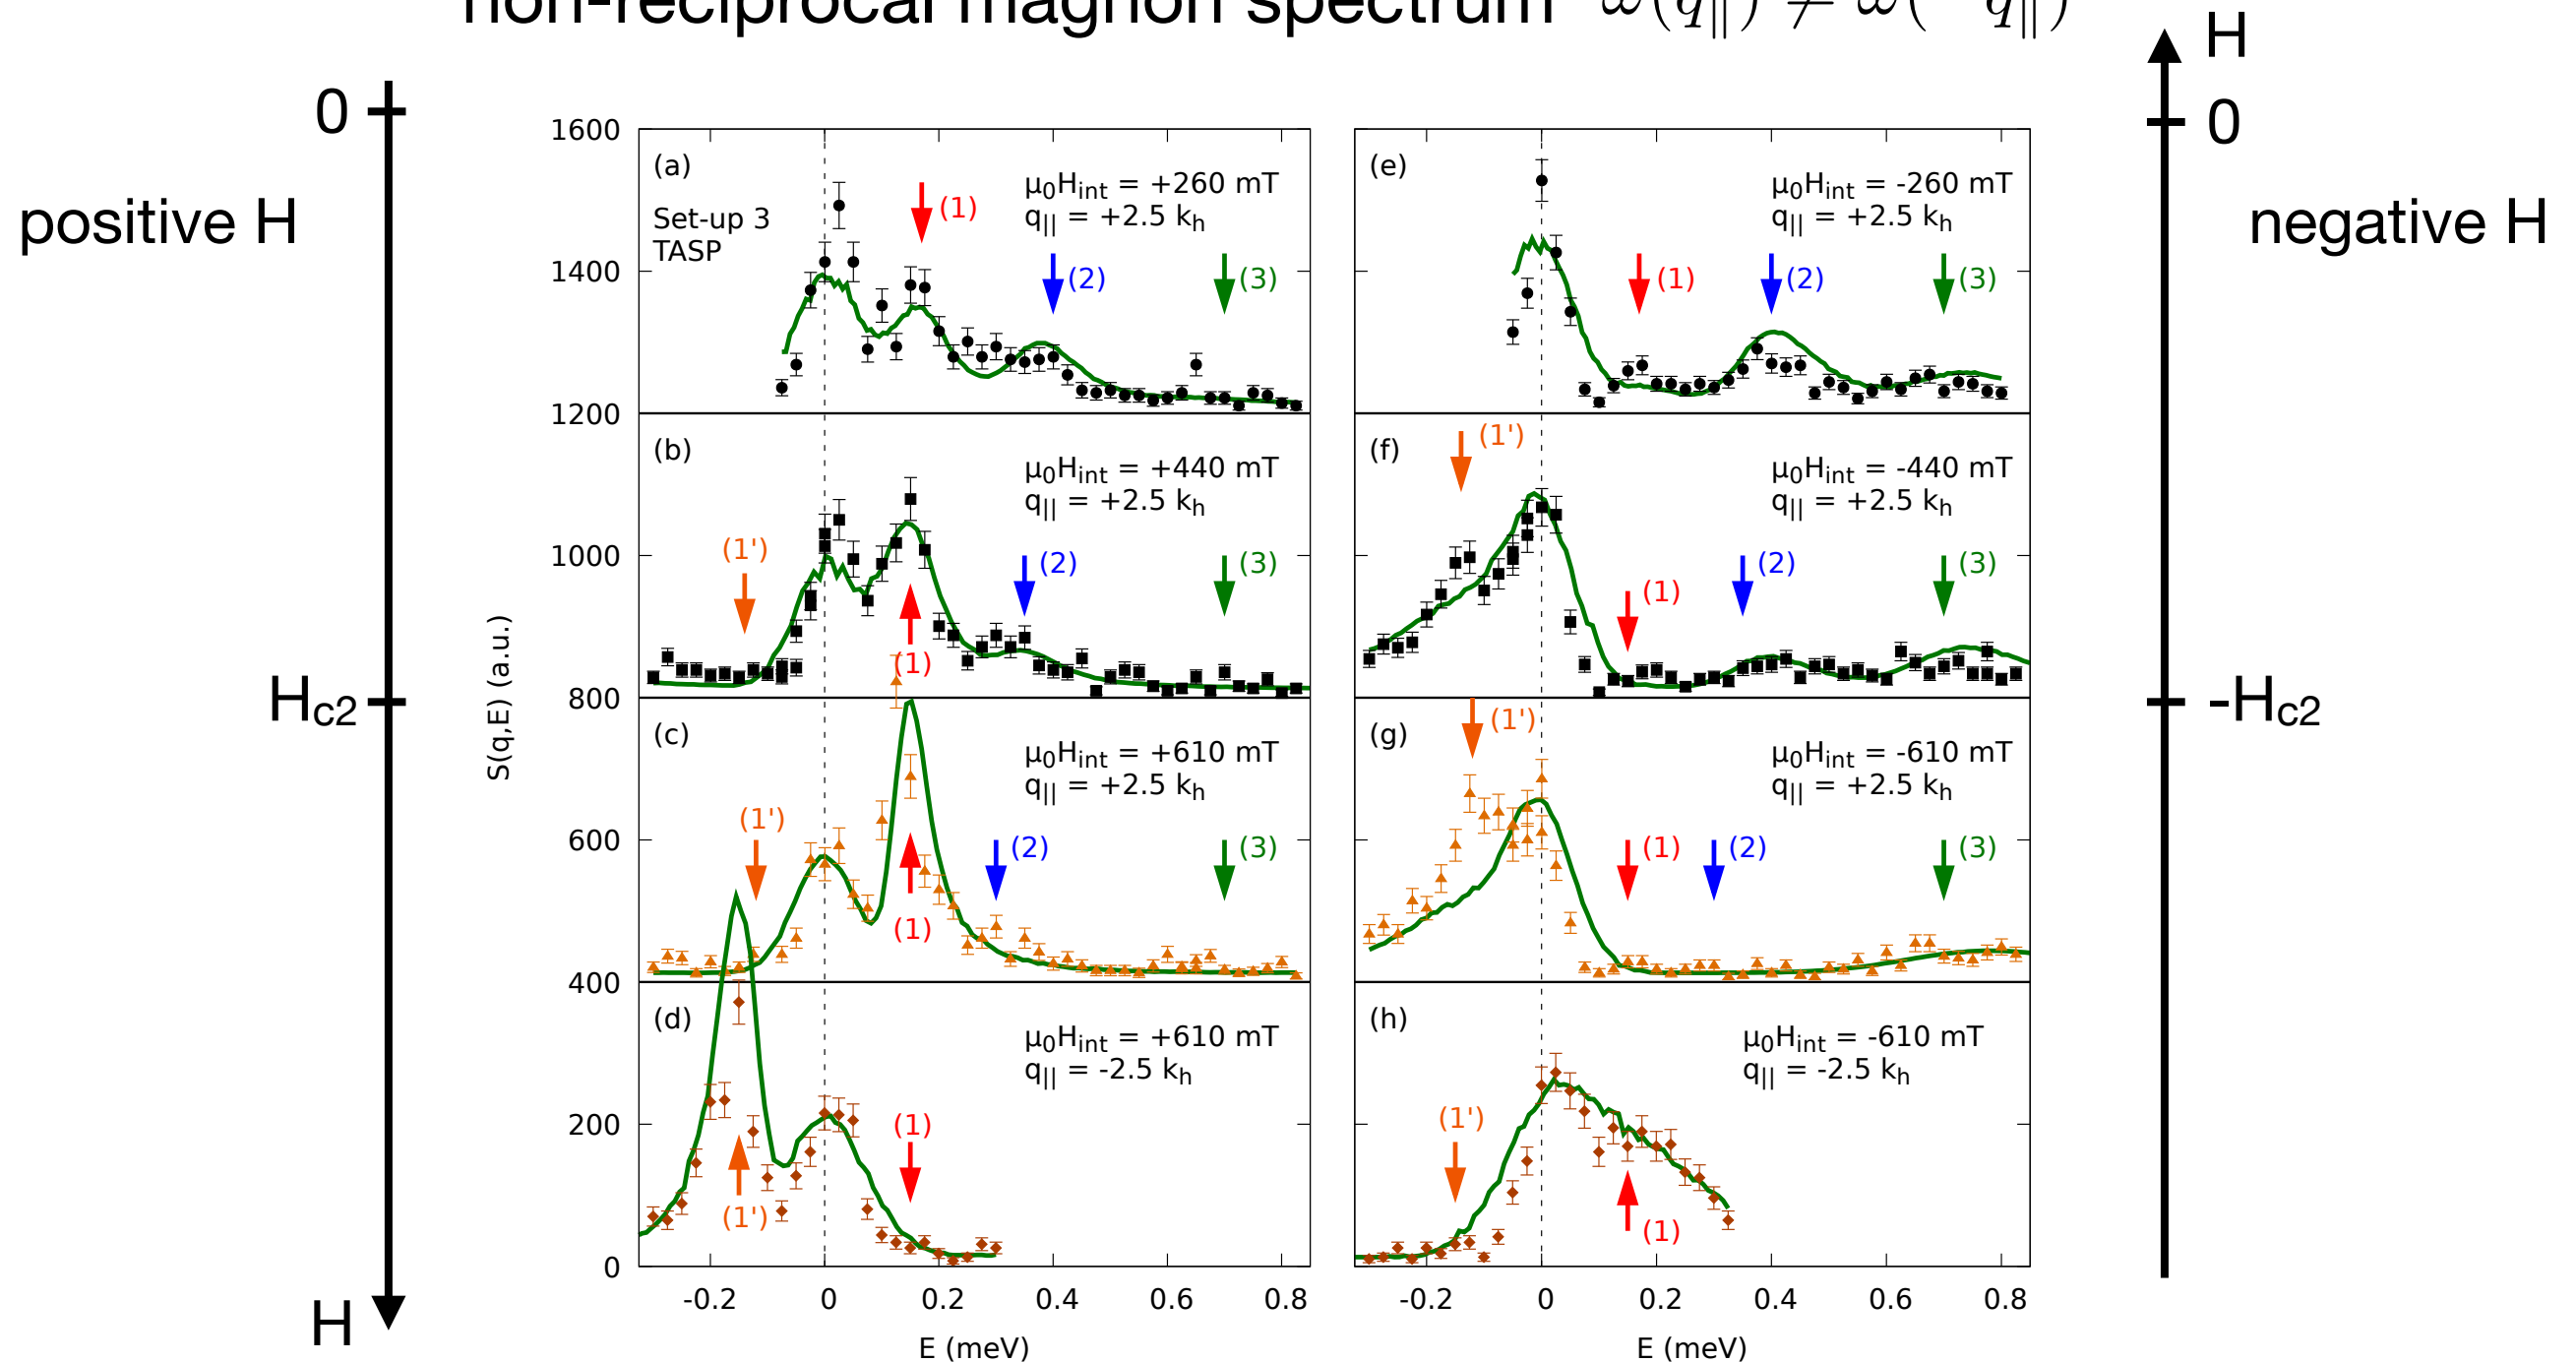 non-reciprocal magnon spectrum ω(q||) ≠ ω(−q||)
0
positive H
Hc2
H
H
0
negative H
-Hc2
S(q,E) (a.u.)
1600
1400
1200
1000
800
600
400
200
0
(a)
Set-up 3
TASP
μ0Hint = +260 mT
q|| = +2.5 kh
(1)
(2)
(3)
(b)
μ0Hint = +440 mT
q|| = +2.5 kh
(1')
(1)
(2)
(3)
(c)
μ0Hint = +610 mT
q|| = +2.5 kh
(1')
(1)
(2)
(3)
(d)
μ0Hint = +610 mT
q|| = -2.5 kh
(1')
(1)
-0.2 0 0.2 0.4 0.6 0.8
E (meV)
(e)
μ0Hint = -260 mT
q|| = +2.5 kh
(1)
(2)
(3)
(f)
(1')
μ0Hint = -440 mT
q|| = +2.5 kh
(1)
(2)
(3)
(g)
(1')
μ0Hint = -610 mT
q|| = +2.5 kh
(1)
(2)
(3)
(h)
μ0Hint = -610 mT
q|| = -2.5 kh
(1')
(1)
-0.2 0 0.2 0.4 0.6 0.8
E (meV)